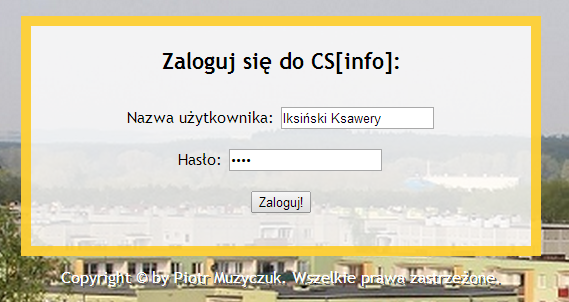 Zaloguj się do CS[info]:
Nazwa użytkownika: Iksiński Ksawery
Hasło: ••••
Zaloguj!
Copyright © by Piotr Muzyczuk. Wszelkie prawa zastrzeżone.